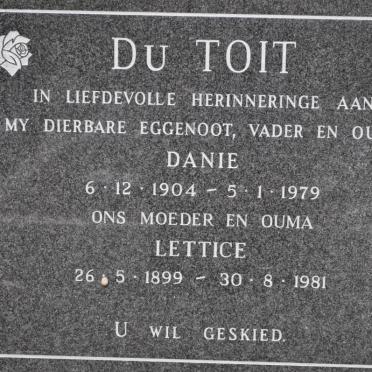 DU TOIT
IN LIEFDEVOLLE HERINNERINGE AAN
MY DIERBARE EGGENOOT, VADER EN
DANIE
6·12·1904 – 5·1·1979
ONS MOEDER EN OUMA
LETTICE
26·5·1899 – 30·8·1981
U WIL GESKIED.